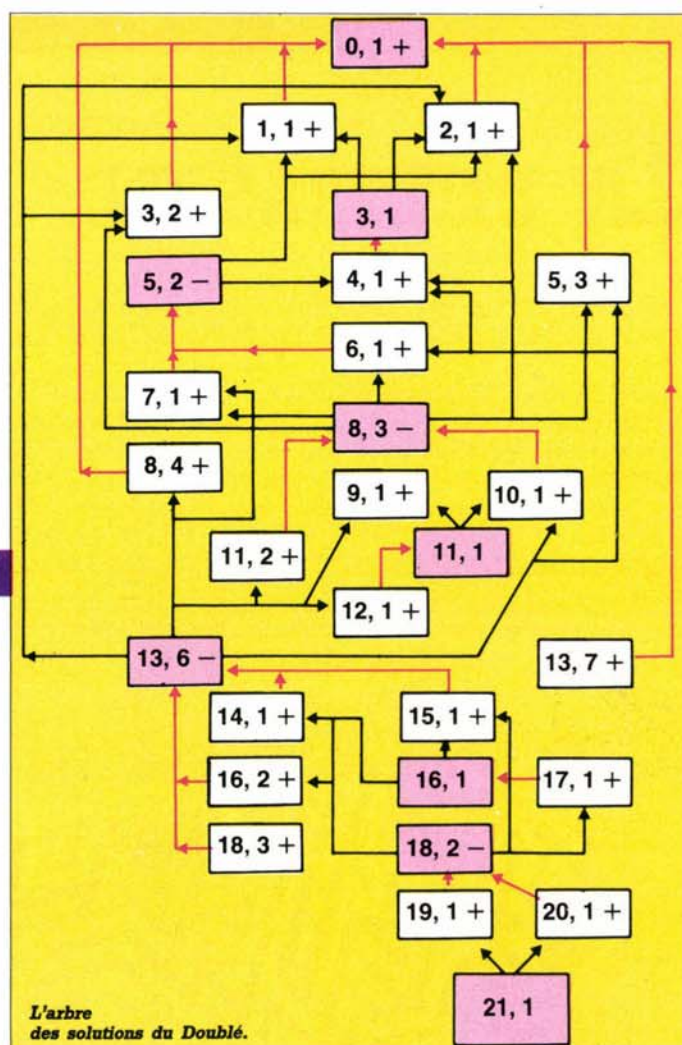 0, 1 +
1, 1 +
2, 1 +
3, 2 +
3, 1
5, 2 −
4, 1 +
5, 3 +
6, 1 +
7, 1 +
8, 3 −
8, 4 +
9, 1 +
10, 1 +
11, 2 +
11, 1
12, 1 +
13, 6 −
13, 7 +
14, 1 +
15, 1 +
16, 2 +
16, 1
17, 1 +
18, 3 +
18, 2 −
19, 1 +
20, 1 +
21, 1
L'arbre
des solutions du Doublé.